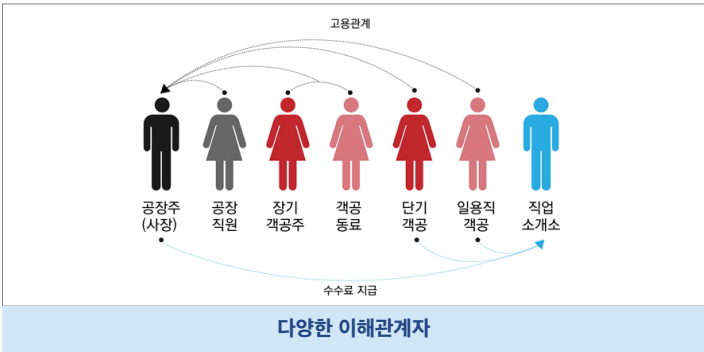 고용관계
공장주
(사장)
공장
직원
장기
객공주
객공
동료
단기
객공
일용직
객공
직업
소개소
수수료 지급
다양한 이해관계자